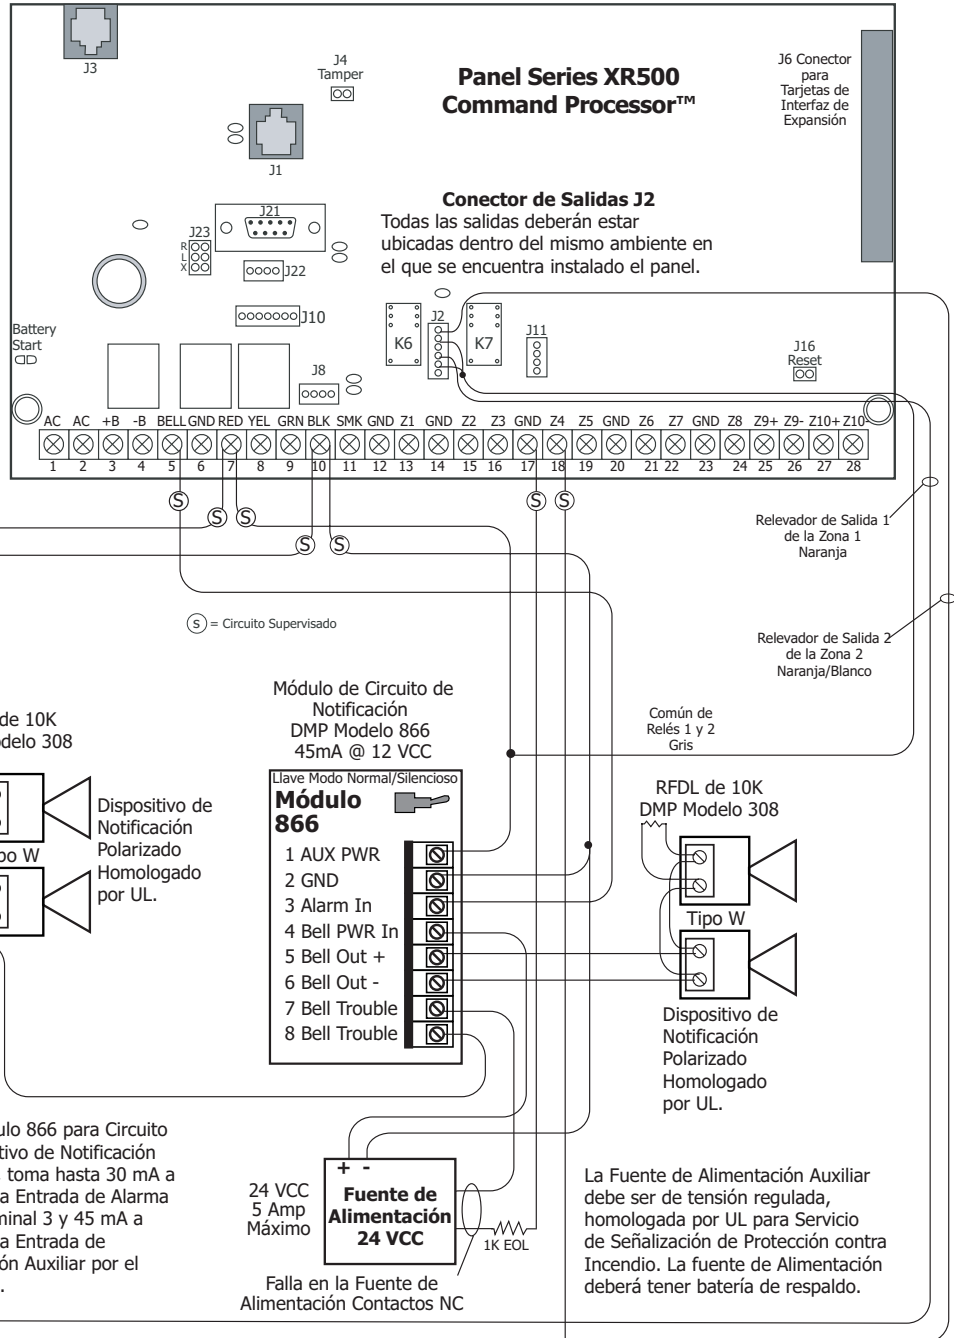 J3
J4
Tamper
Panel Series XR500
Command Processor™
J6 Conector
para
Tarjetas de
Interfaz de
Expansión
J1
Conector de Salidas J2
Todas las salidas deberán estar
ubicadas dentro del mismo ambiente en
el que se encuentra instalado el panel.
J21
J23
R
L
X
J22
J10
J2
K6
K7
J11
Battery
Start
J8
J16
Reset
AC AC +B -B BELL GND RED YEL GRN BLK SMK GND Z1 GND Z2 Z3 GND Z4 Z5 GND Z6 Z7 GND Z8 Z9+ Z9- Z10+ Z10-
1 2 3 4 5 6 7 8 9 10 11 12 13 14 15 16 17 18 19 20 21 22 23 24 25 26 27 28
S S S S S S S
Relevador de Salida 1
de la Zona 1
Naranja
S = Circuito Supervisado
Relevador de Salida 2
de la Zona 2
Naranja/Blanco
Módulo de Circuito de
Notificación
DMP Modelo 866
45mA @ 12 VCC
Común de
Relés 1 y 2
Gris
de 10K
delo 308
Llave Modo Normal/Silencioso
Módulo
866
1 AUX PWR
2 GND
3 Alarm In
4 Bell PWR In
5 Bell Out +
6 Bell Out -
7 Bell Trouble
8 Bell Trouble
Dispositivo de
Notificación
Polarizado
Homologado
por UL.
po W
RFDL de 10K
DMP Modelo 308
Tipo W
Dispositivo de
Notificación
Polarizado
Homologado
por UL.
ulo 866 para Circuito
tivo de Notificación
, toma hasta 30 mA a
a Entrada de Alarma
minal 3 y 45 mA a
a Entrada de
ón Auxiliar por el
.
24 VCC
5 Amp
Máximo
+ -
Fuente de
Alimentación
24 VCC
1K EOL
Falla en la Fuente de
Alimentación Contactos NC
La Fuente de Alimentación Auxiliar
debe ser de tensión regulada,
homologada por UL para Servicio
de Señalización de Protección contra
Incendio. La fuente de Alimentación
deberá tener batería de respaldo.